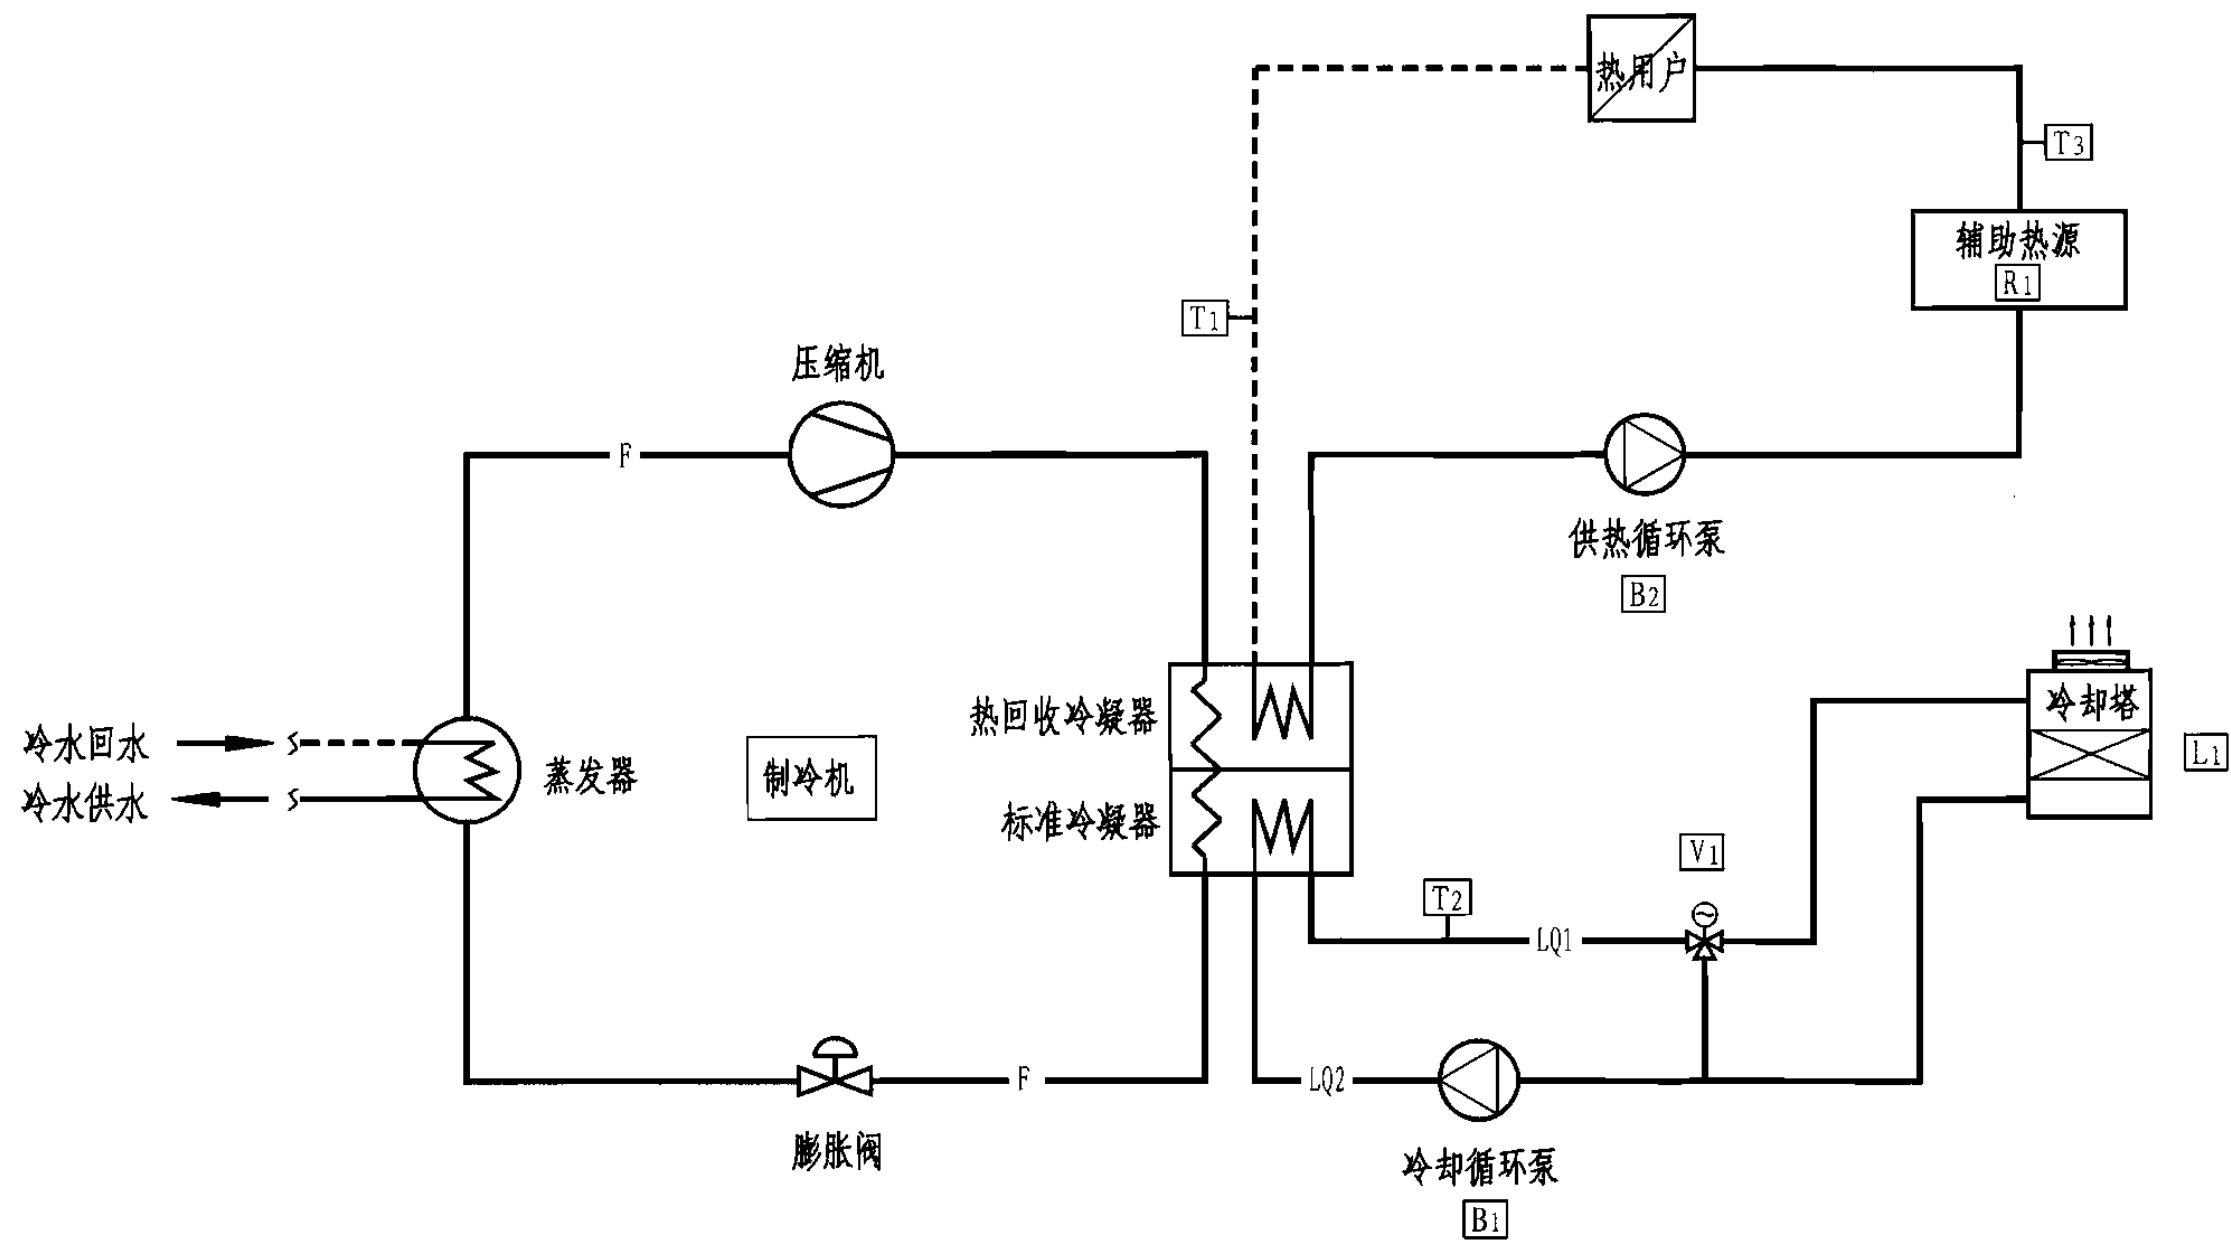 热用户
T3
辅助热源
R1
T1
压缩机
F
供热循环泵
B2
热回收冷凝器
冷却塔
冷水回水
S
蒸发器
制冷机
L1
冷水供水
S
标准冷凝器
V1
T2
LQ1
F
LQ2
膨胀阀
冷却循环泵
B1